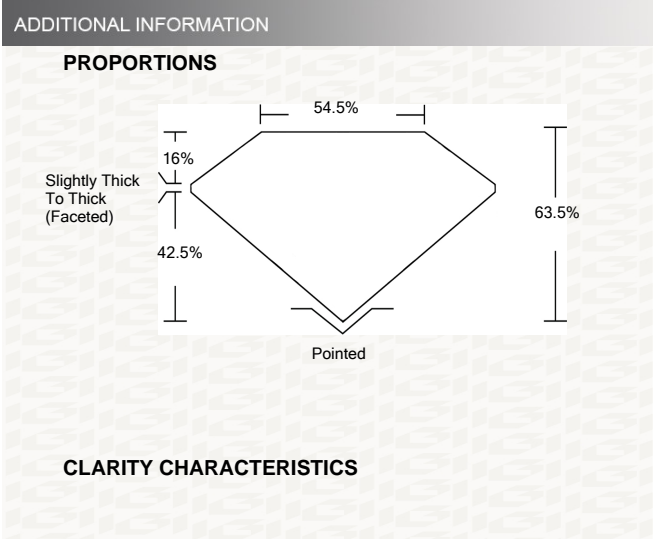 ADDITIONAL INFORMATION
PROPORTIONS
54.5%
16%
Slightly Thick
To Thick
(Faceted)
63.5%
42.5%
Pointed
CLARITY CHARACTERISTICS